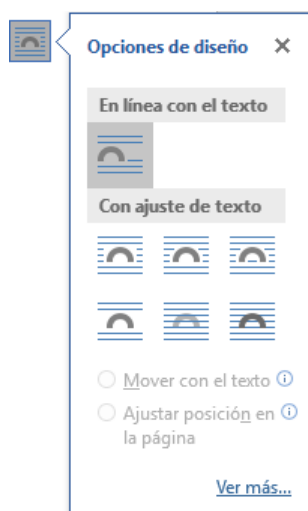 Opciones de diseño
En línea con el texto
Con ajuste de texto
Mover con el texto
Ajustar posición en
la página
Ver más...